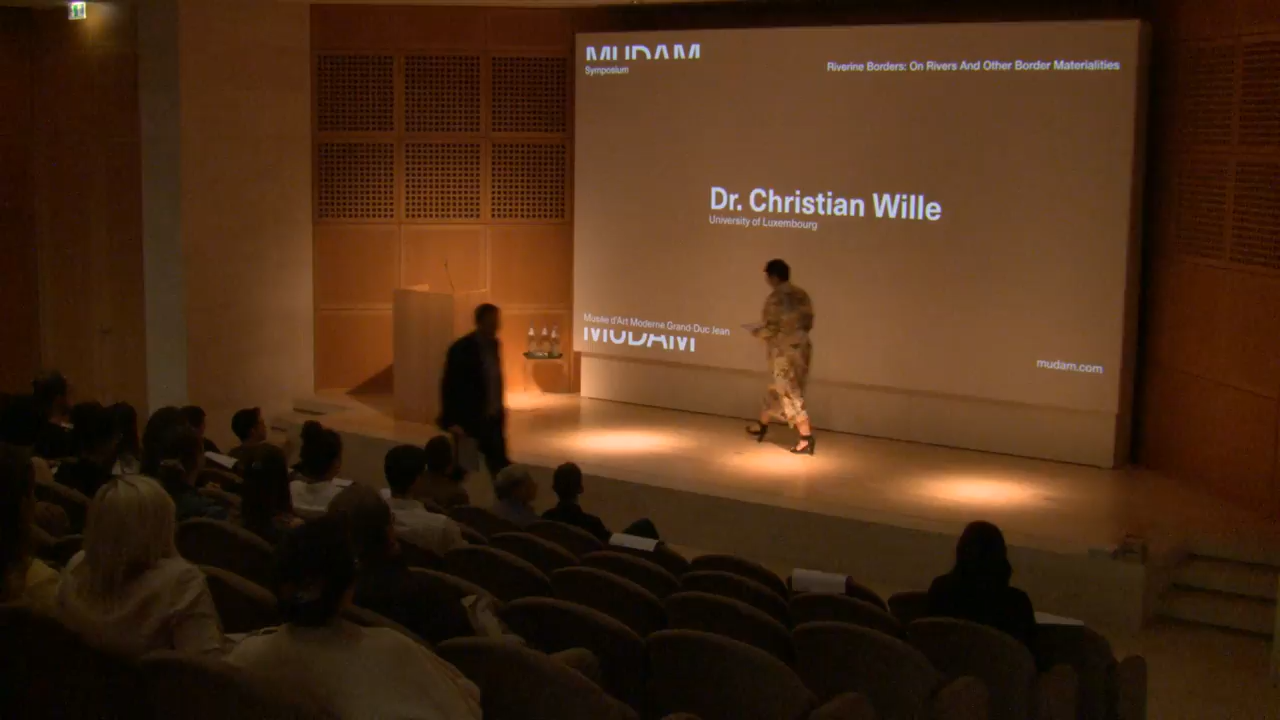 MUDAM
Symposium
Riverine Borders: On Rivers And Other Border Materialities
Dr. Christian Wille
University of Luxembourg
Musée d'Art Moderne Grand-Duc Jean
MUDAM
mudam.com